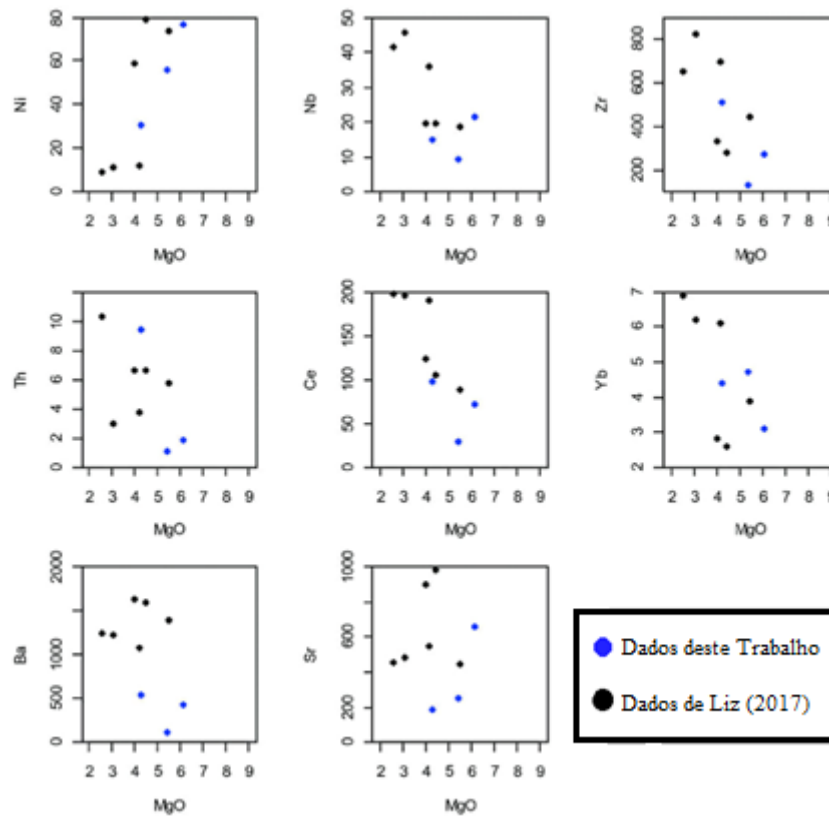 Ni
0 20 40 60 80
2 3 4 5 6 7 8 9
MgO
Nb
0 10 20 30 40 50
2 3 4 5 6 7 8 9
MgO
Zr
200 400 600 800
2 3 4 5 6 7 8 9
MgO
Th
0 2 4 6 8 10
2 3 4 5 6 7 8 9
MgO
Ce
0 50 100 150 200
2 3 4 5 6 7 8 9
MgO
Yb
2 3 4 5 6 7
2 3 4 5 6 7 8 9
MgO
Ba
0 500 1000 2000
2 3 4 5 6 7 8 9
MgO
Sr
0 200 600 1000
2 3 4 5 6 7 8 9
MgO
Dados deste Trabalho
Dados de Liz (2017)